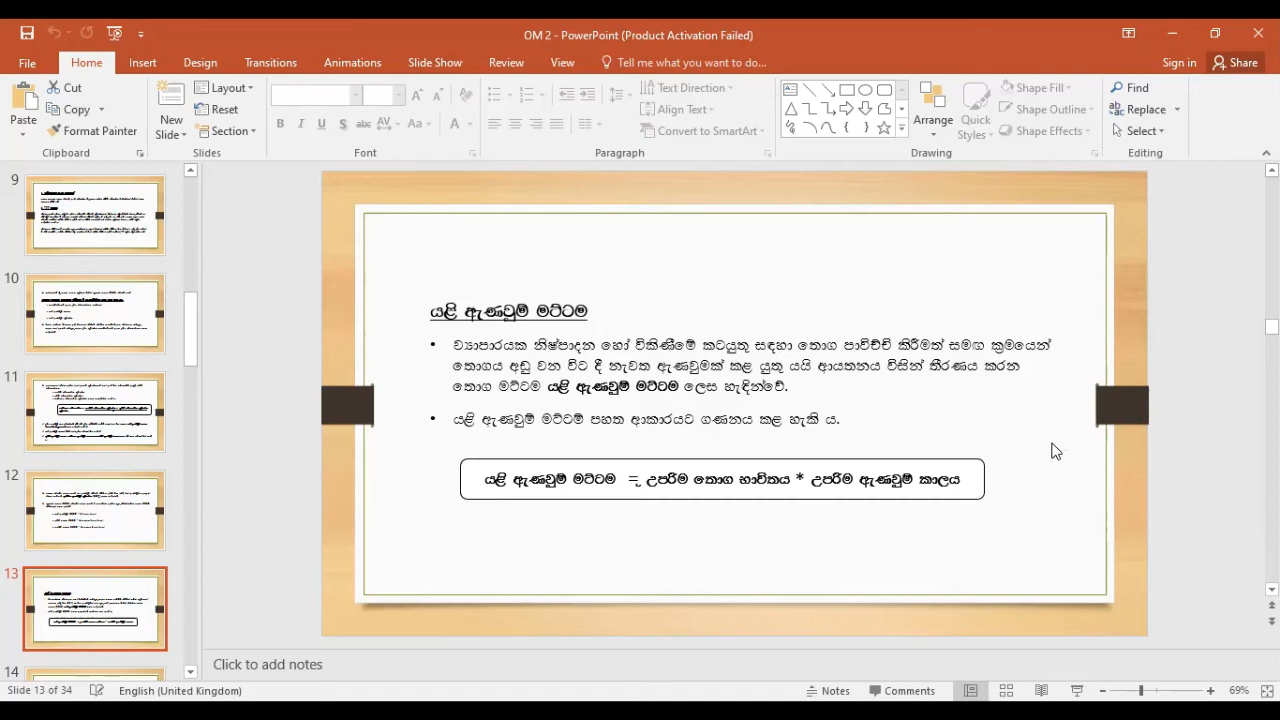 OM 2 - PowerPoint (Product Activation Failed)
File Home Insert Design Transitions Animations Slide Show Review View Tell me what you want to do... Sign in Share
Paste
Cut
Copy
Format Painter
Clipboard
New Slide
Layout
Reset
Section
Slides
Font
Text Direction
Align Text
Convert to SmartArt
Paragraph
Arrange
Quick Styles
Shape Fill
Shape Outline
Shape Effects
Drawing
Find
Replace
Select
Editing
9
10
11
12
13
14
යළි ඇණවුම් මට්ටම
• ව්‍යාපාරයක නිෂ්පාදන හෝ විකිණීමේ කටයුතු සඳහා තොග පාවිච්චි කිරීමත් සමඟ ක්‍රමයෙන්
තොගය අඩු වන විට දී නැවත ඇණවුමක් කළ යුතු යයි ආයතනය විසින් තීරණය කරන
තොග මට්ටම යළි ඇණවුම් මට්ටම ලෙස හැඳින්වේ.
• යළි ඇණවුම් මට්ටම් පහත ආකාරයට ගණනය කළ හැකි ය.
යළි ඇණවුම් මට්ටම = උපරිම තොග භාවිතය * උපරිම ඇණවුම් කාලය
Click to add notes
Slide 13 of 34 English (United Kingdom) Notes Comments 69%